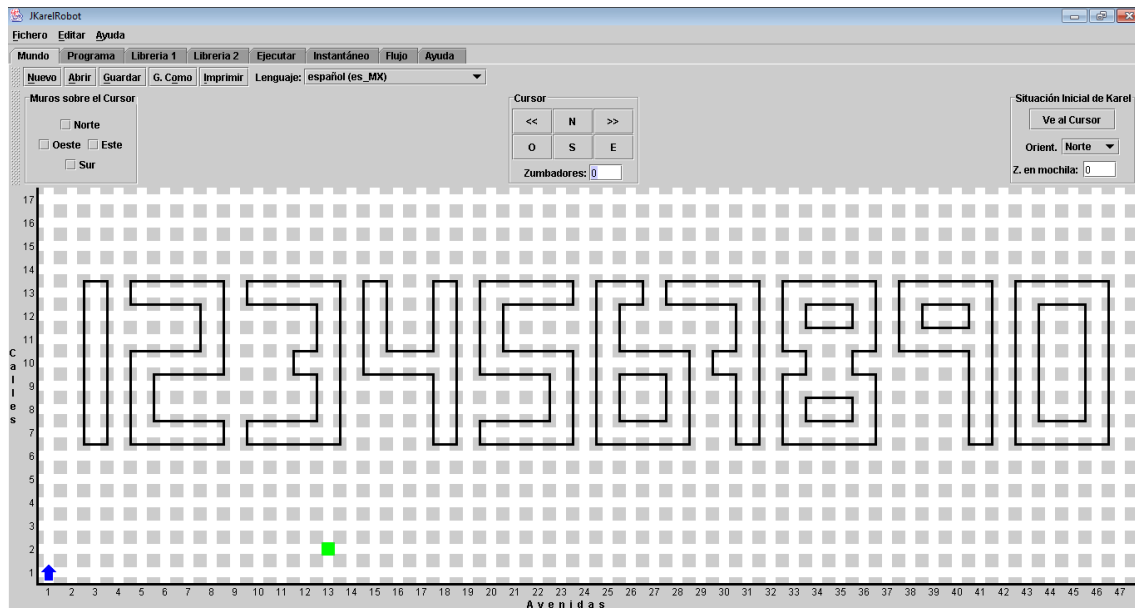 JKarelRobot
Fichero Editar Ayuda
Mundo Programa Libreria 1 Libreria 2 Ejecutar Instantáneo Flujo Ayuda
Nuevo Abrir Guardar G. Como Imprimir Lenguaje: español (es_MX)
Muros sobre el Cursor
Norte
Oeste Este
Sur
Cursor
<< N >>
O S E
Zumbadores: 0
Situación Inicial de Karel
Ve al Cursor
Orient. Norte
Z. en mochila: 0
17
16
15
14
13
12
11
10
9
8
7
6
5
4
3
2
1
Calles
1234567890
1 2 3 4 5 6 7 8 9 10 11 12 13 14 15 16 17 18 19 20 21 22 23 24 25 26 27 28 29 30 31 32 33 34 35 36 37 38 39 40 41 42 43 44 45 46 47
Avenidas